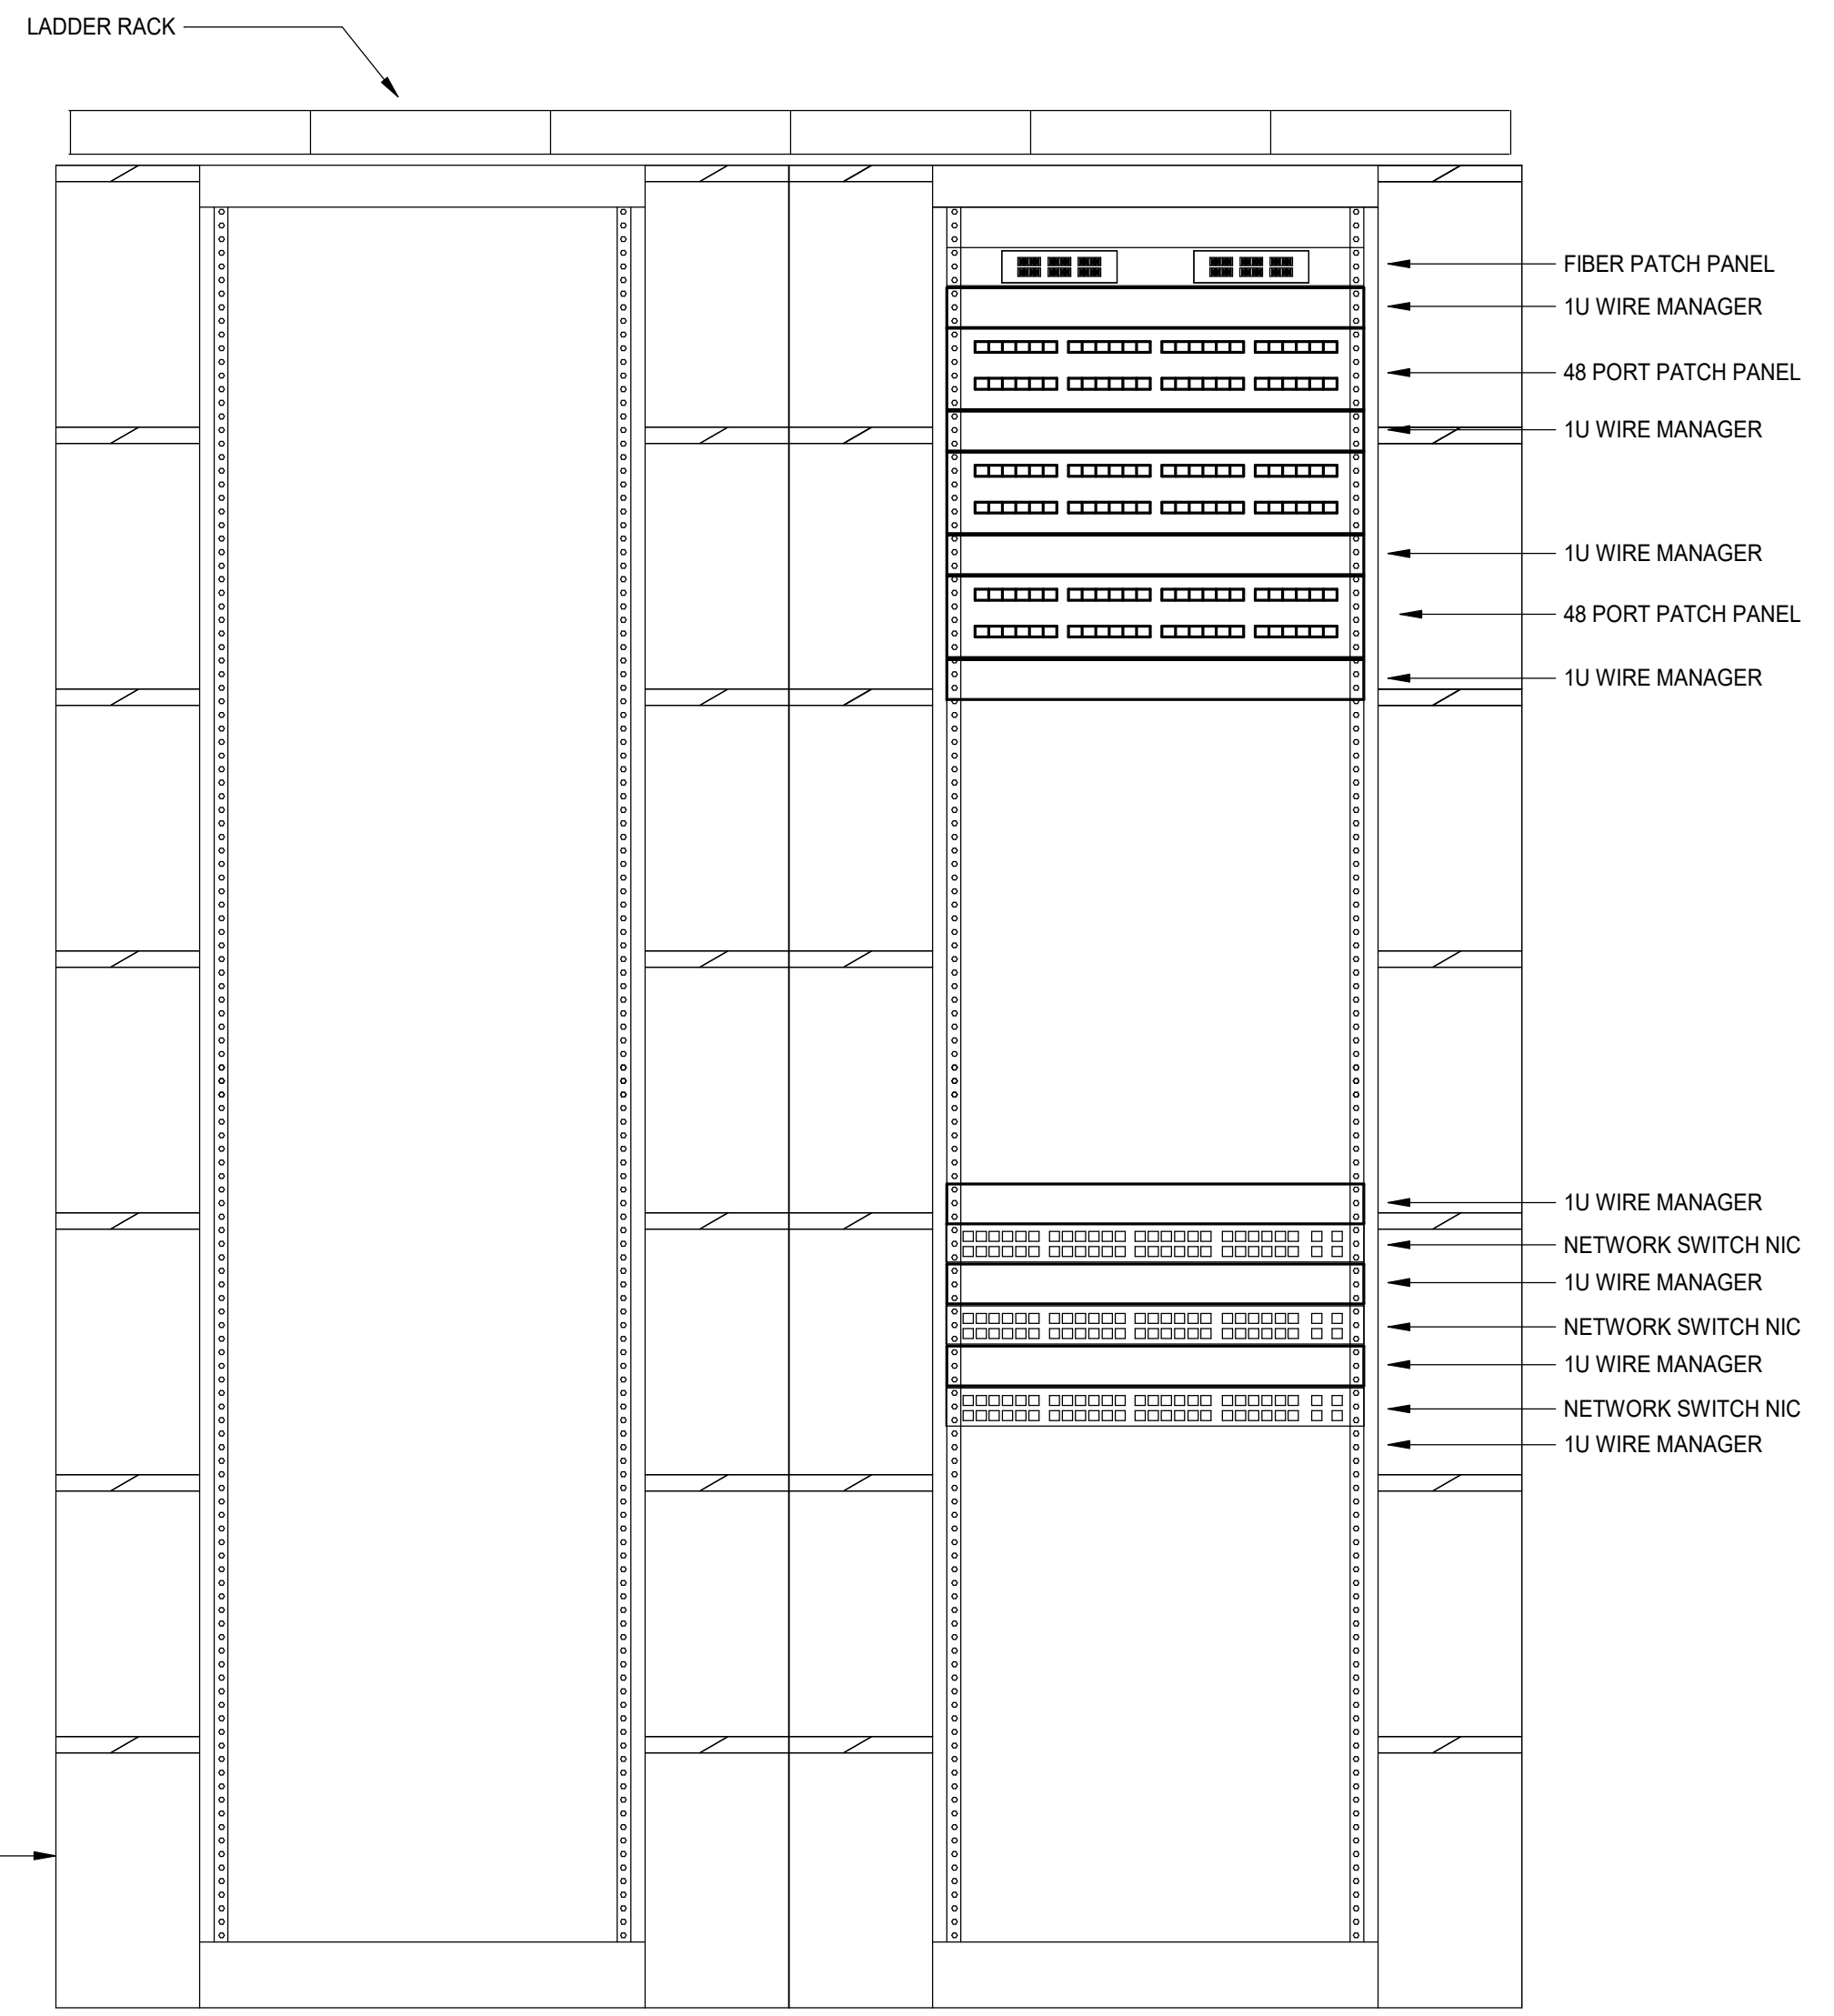 LADDER RACK
FIBER PATCH PANEL
1U WIRE MANAGER
48 PORT PATCH PANEL
1U WIRE MANAGER
1U WIRE MANAGER
48 PORT PATCH PANEL
1U WIRE MANAGER
1U WIRE MANAGER
NETWORK SWITCH NIC
1U WIRE MANAGER
NETWORK SWITCH NIC
1U WIRE MANAGER
NETWORK SWITCH NIC
1U WIRE MANAGER